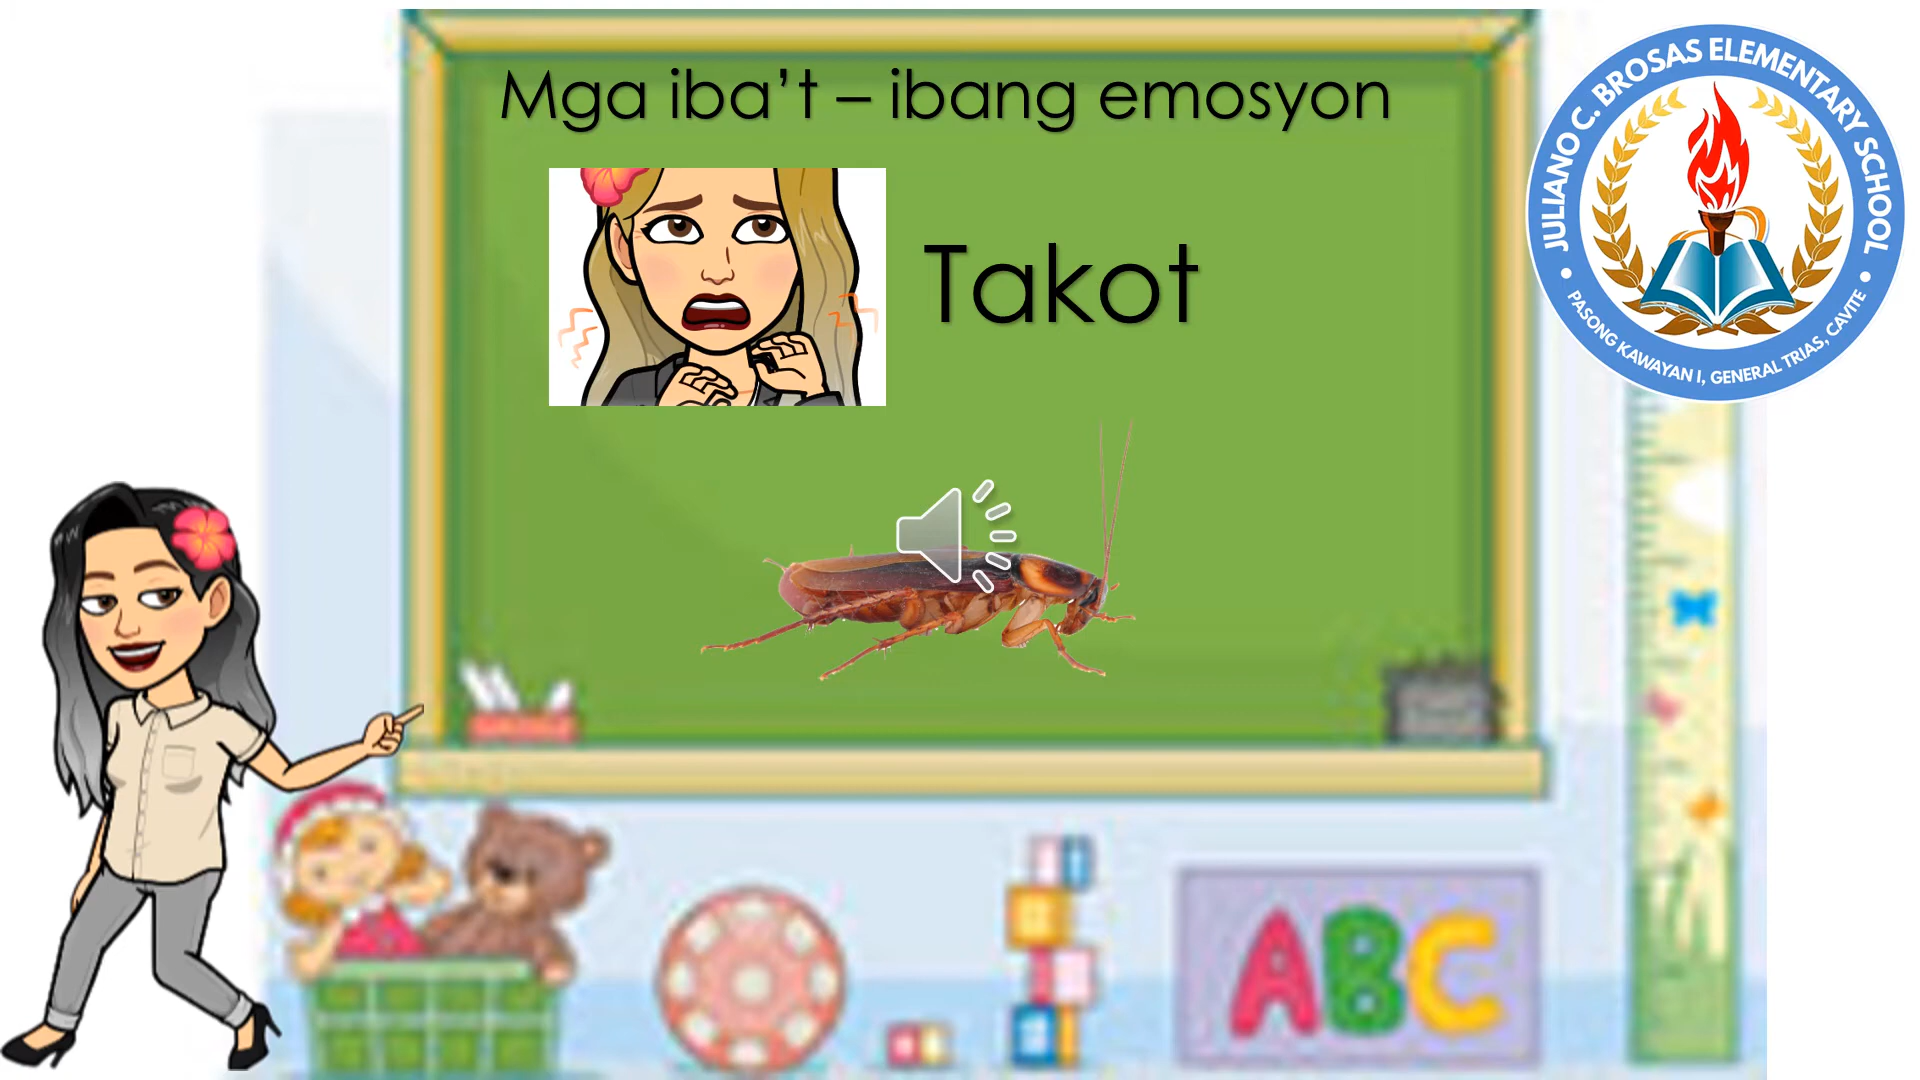 Mga iba’t – ibang emosyon
Takot
JULIANO C. BROSAS ELEMENTARY SCHOOL
• PASONG KAWAYAN I, GENERAL TRIAS, CAVITE •
ABC